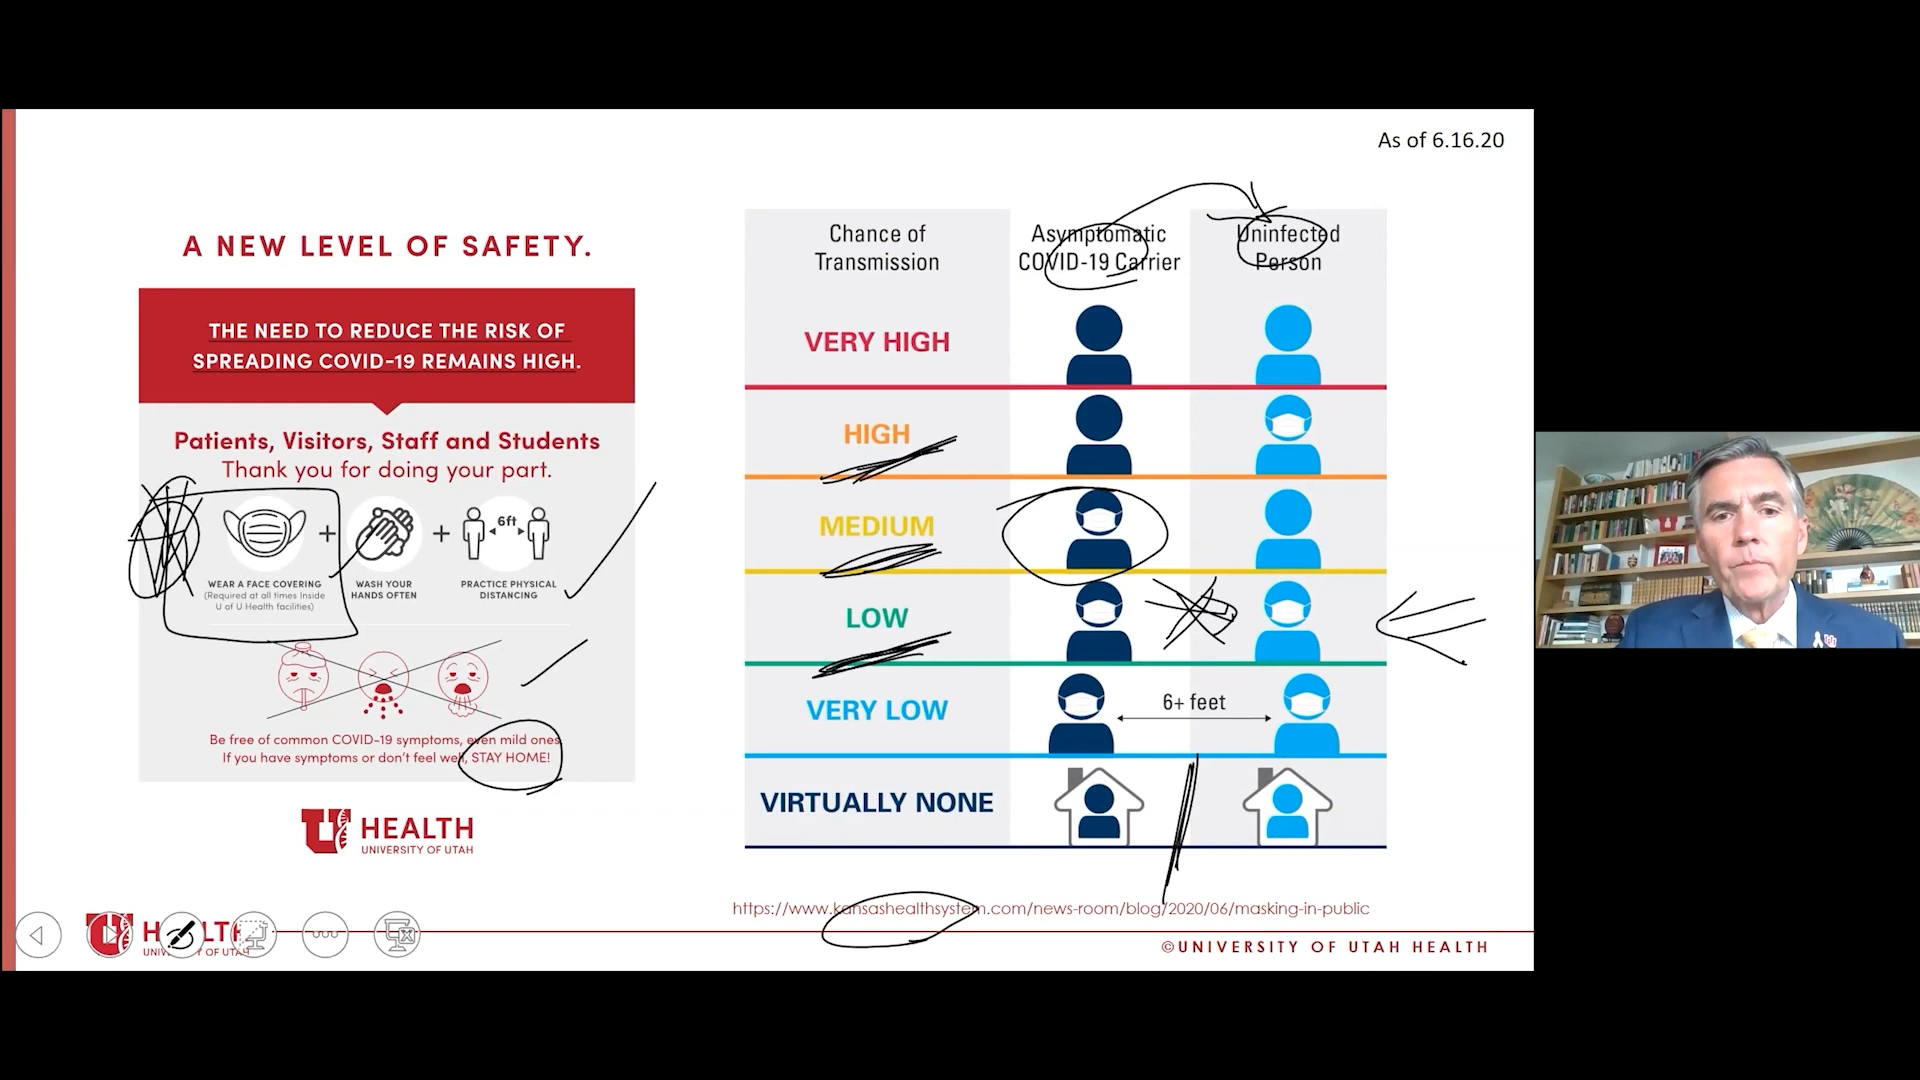 As of 6.16.20
A NEW LEVEL OF SAFETY.
THE NEED TO REDUCE THE RISK OF
SPREADING COVID-19 REMAINS HIGH.
Patients, Visitors, Staff and Students
Thank you for doing your part.
+
+
6ft
WEAR A FACE COVERING
(Required at all times Inside
U of U Health facilities)
WASH YOUR
HANDS OFTEN
PRACTICE PHYSICAL
DISTANCING
Be free of common COVID-19 symptoms, even mild ones.
If you have symptoms or don't feel well, STAY HOME!
U HEALTH
UNIVERSITY OF UTAH
Chance of
Transmission
Asymptomatic
COVID-19 Carrier
Uninfected
Person
VERY HIGH
HIGH
MEDIUM
LOW
VERY LOW
6+ feet
VIRTUALLY NONE
https://www.kansashealthsystem.com/news-room/blog/2020/06/masking-in-public
U HEALTH
UNIVERSITY OF UTAH
©UNIVERSITY OF UTAH HEALTH